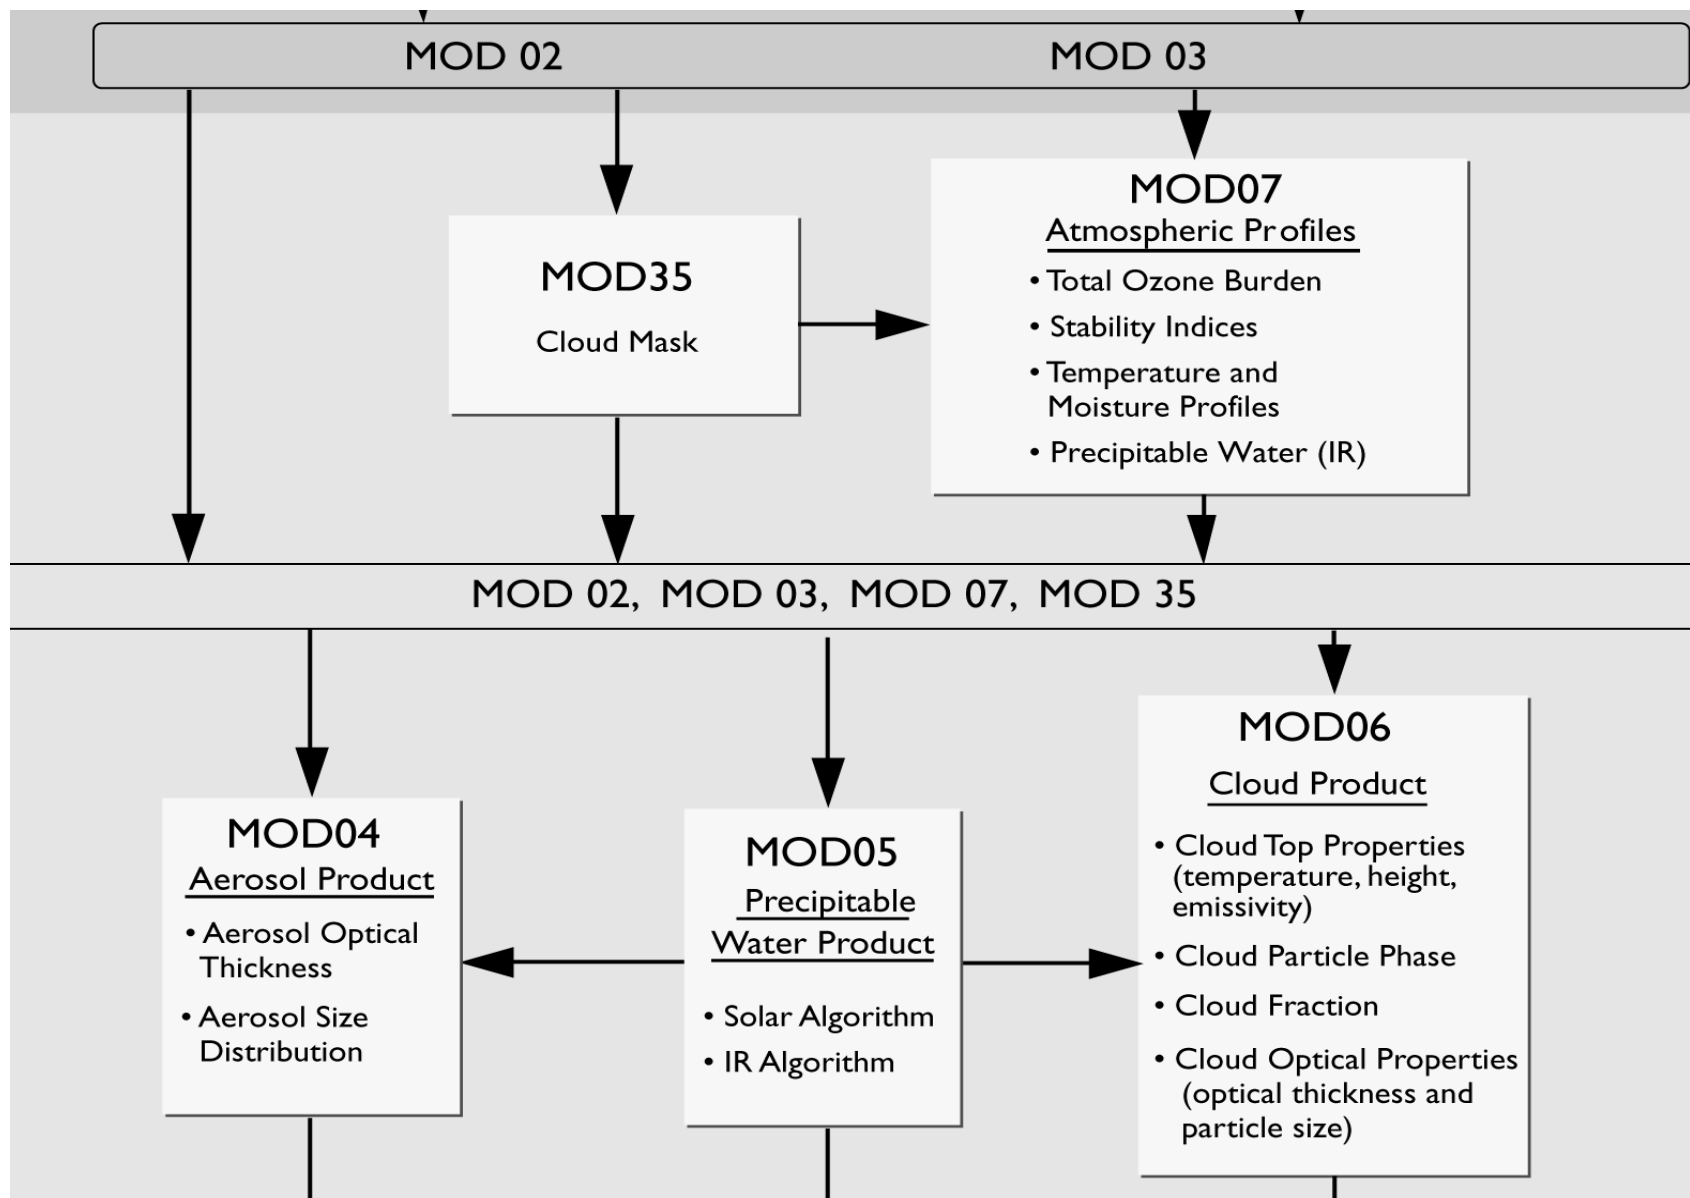 MOD 02 MOD 03
MOD35
Cloud Mask
MOD07
Atmospheric Profiles
• Total Ozone Burden
• Stability Indices
• Temperature and
Moisture Profiles
• Precipitable Water (IR)
MOD 02, MOD 03, MOD 07, MOD 35
MOD04
Aerosol Product
• Aerosol Optical
Thickness
• Aerosol Size
Distribution
MOD05
Precipitable
Water Product
• Solar Algorithm
• IR Algorithm
MOD06
Cloud Product
• Cloud Top Properties
(temperature, height,
emissivity)
• Cloud Particle Phase
• Cloud Fraction
• Cloud Optical Properties
(optical thickness and
particle size)